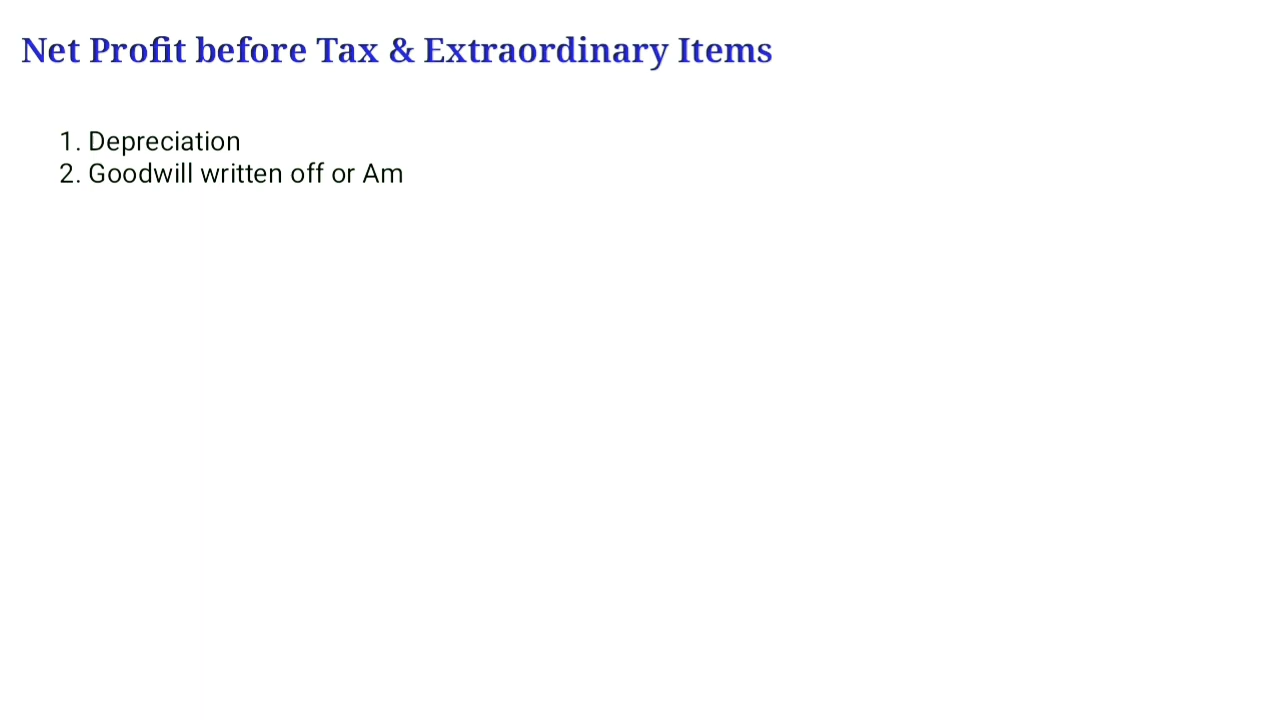 Net Profit before Tax & Extraordinary Items
1. Depreciation
2. Goodwill written off or Am